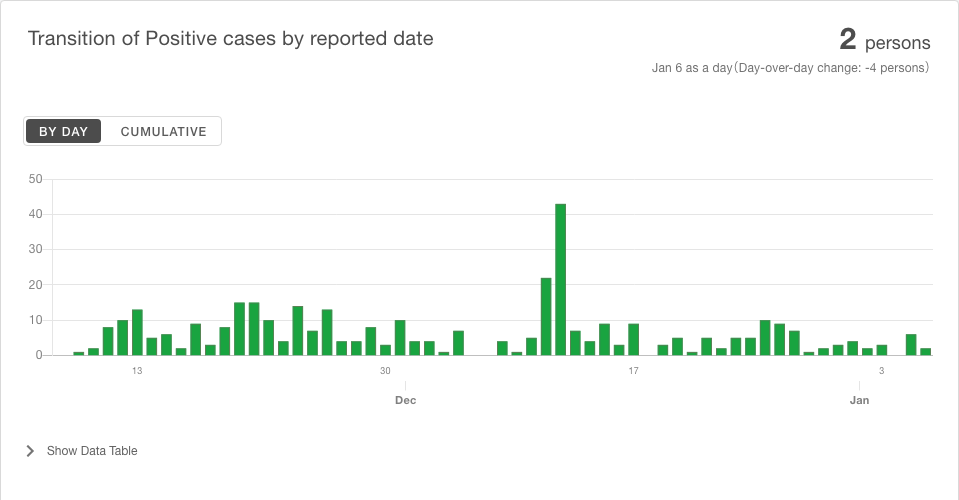 Transition of Positive cases by reported date
2 persons
Jan 6 as a day(Day-over-day change: -4 persons)
BY DAY
CUMULATIVE
50
40
30
20
10
0
13
30
17
3
Dec
Jan
Show Data Table